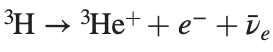 ³H → ³He⁺ + e⁻ + ν̄ₑ